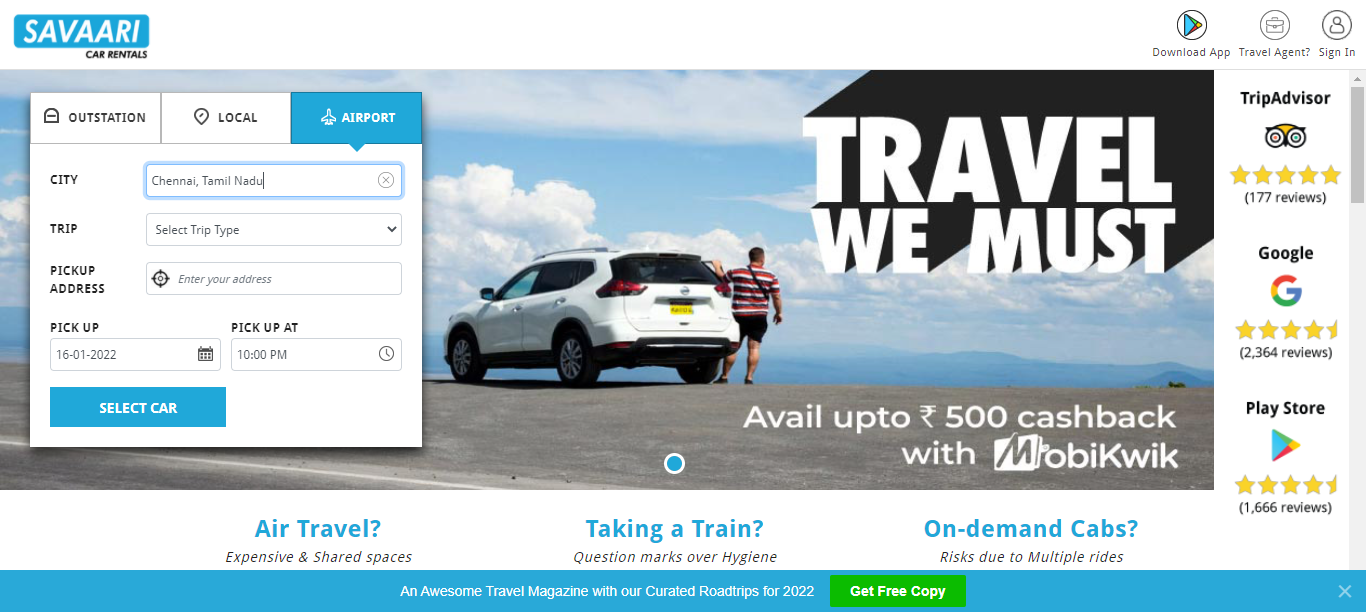 SAVAARI
CAR RENTALS
Download App
Travel Agent?
Sign In
OUTSTATION
LOCAL
AIRPORT
CITY
Chennai, Tamil Nadu
TRIP
Select Trip Type
PICKUP
ADDRESS
Enter your address
PICK UP
PICK UP AT
16-01-2022
10:00 PM
SELECT CAR
TRAVEL
WE MUST
Avail upto ₹ 500 cashback
with MobiKwik
TripAdvisor
(177 reviews)
Google
(2,364 reviews)
Play Store
(1,666 reviews)
Air Travel?
Expensive & Shared spaces
Taking a Train?
Question marks over Hygiene
On-demand Cabs?
Risks due to Multiple rides
An Awesome Travel Magazine with our Curated Roadtrips for 2022
Get Free Copy